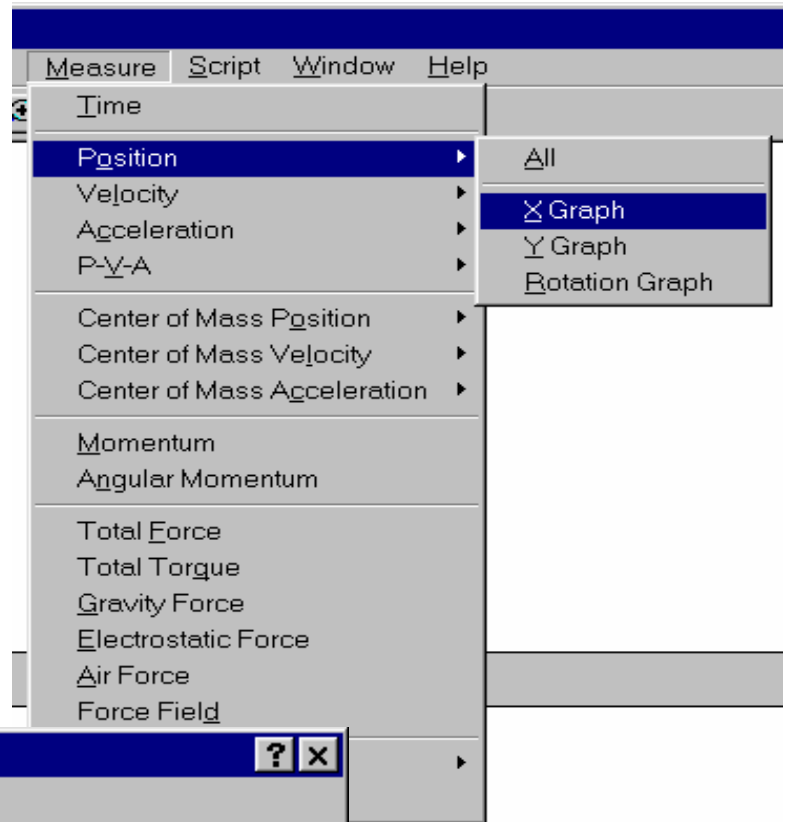 Measure Script Window Help
Time
Position
All
Velocity
X Graph
Acceleration
Y Graph
P-V-A
Rotation Graph
Center of Mass Position
Center of Mass Velocity
Center of Mass Acceleration
Momentum
Angular Momentum
Total Force
Total Torque
Gravity Force
Electrostatic Force
Air Force
Force Field
?